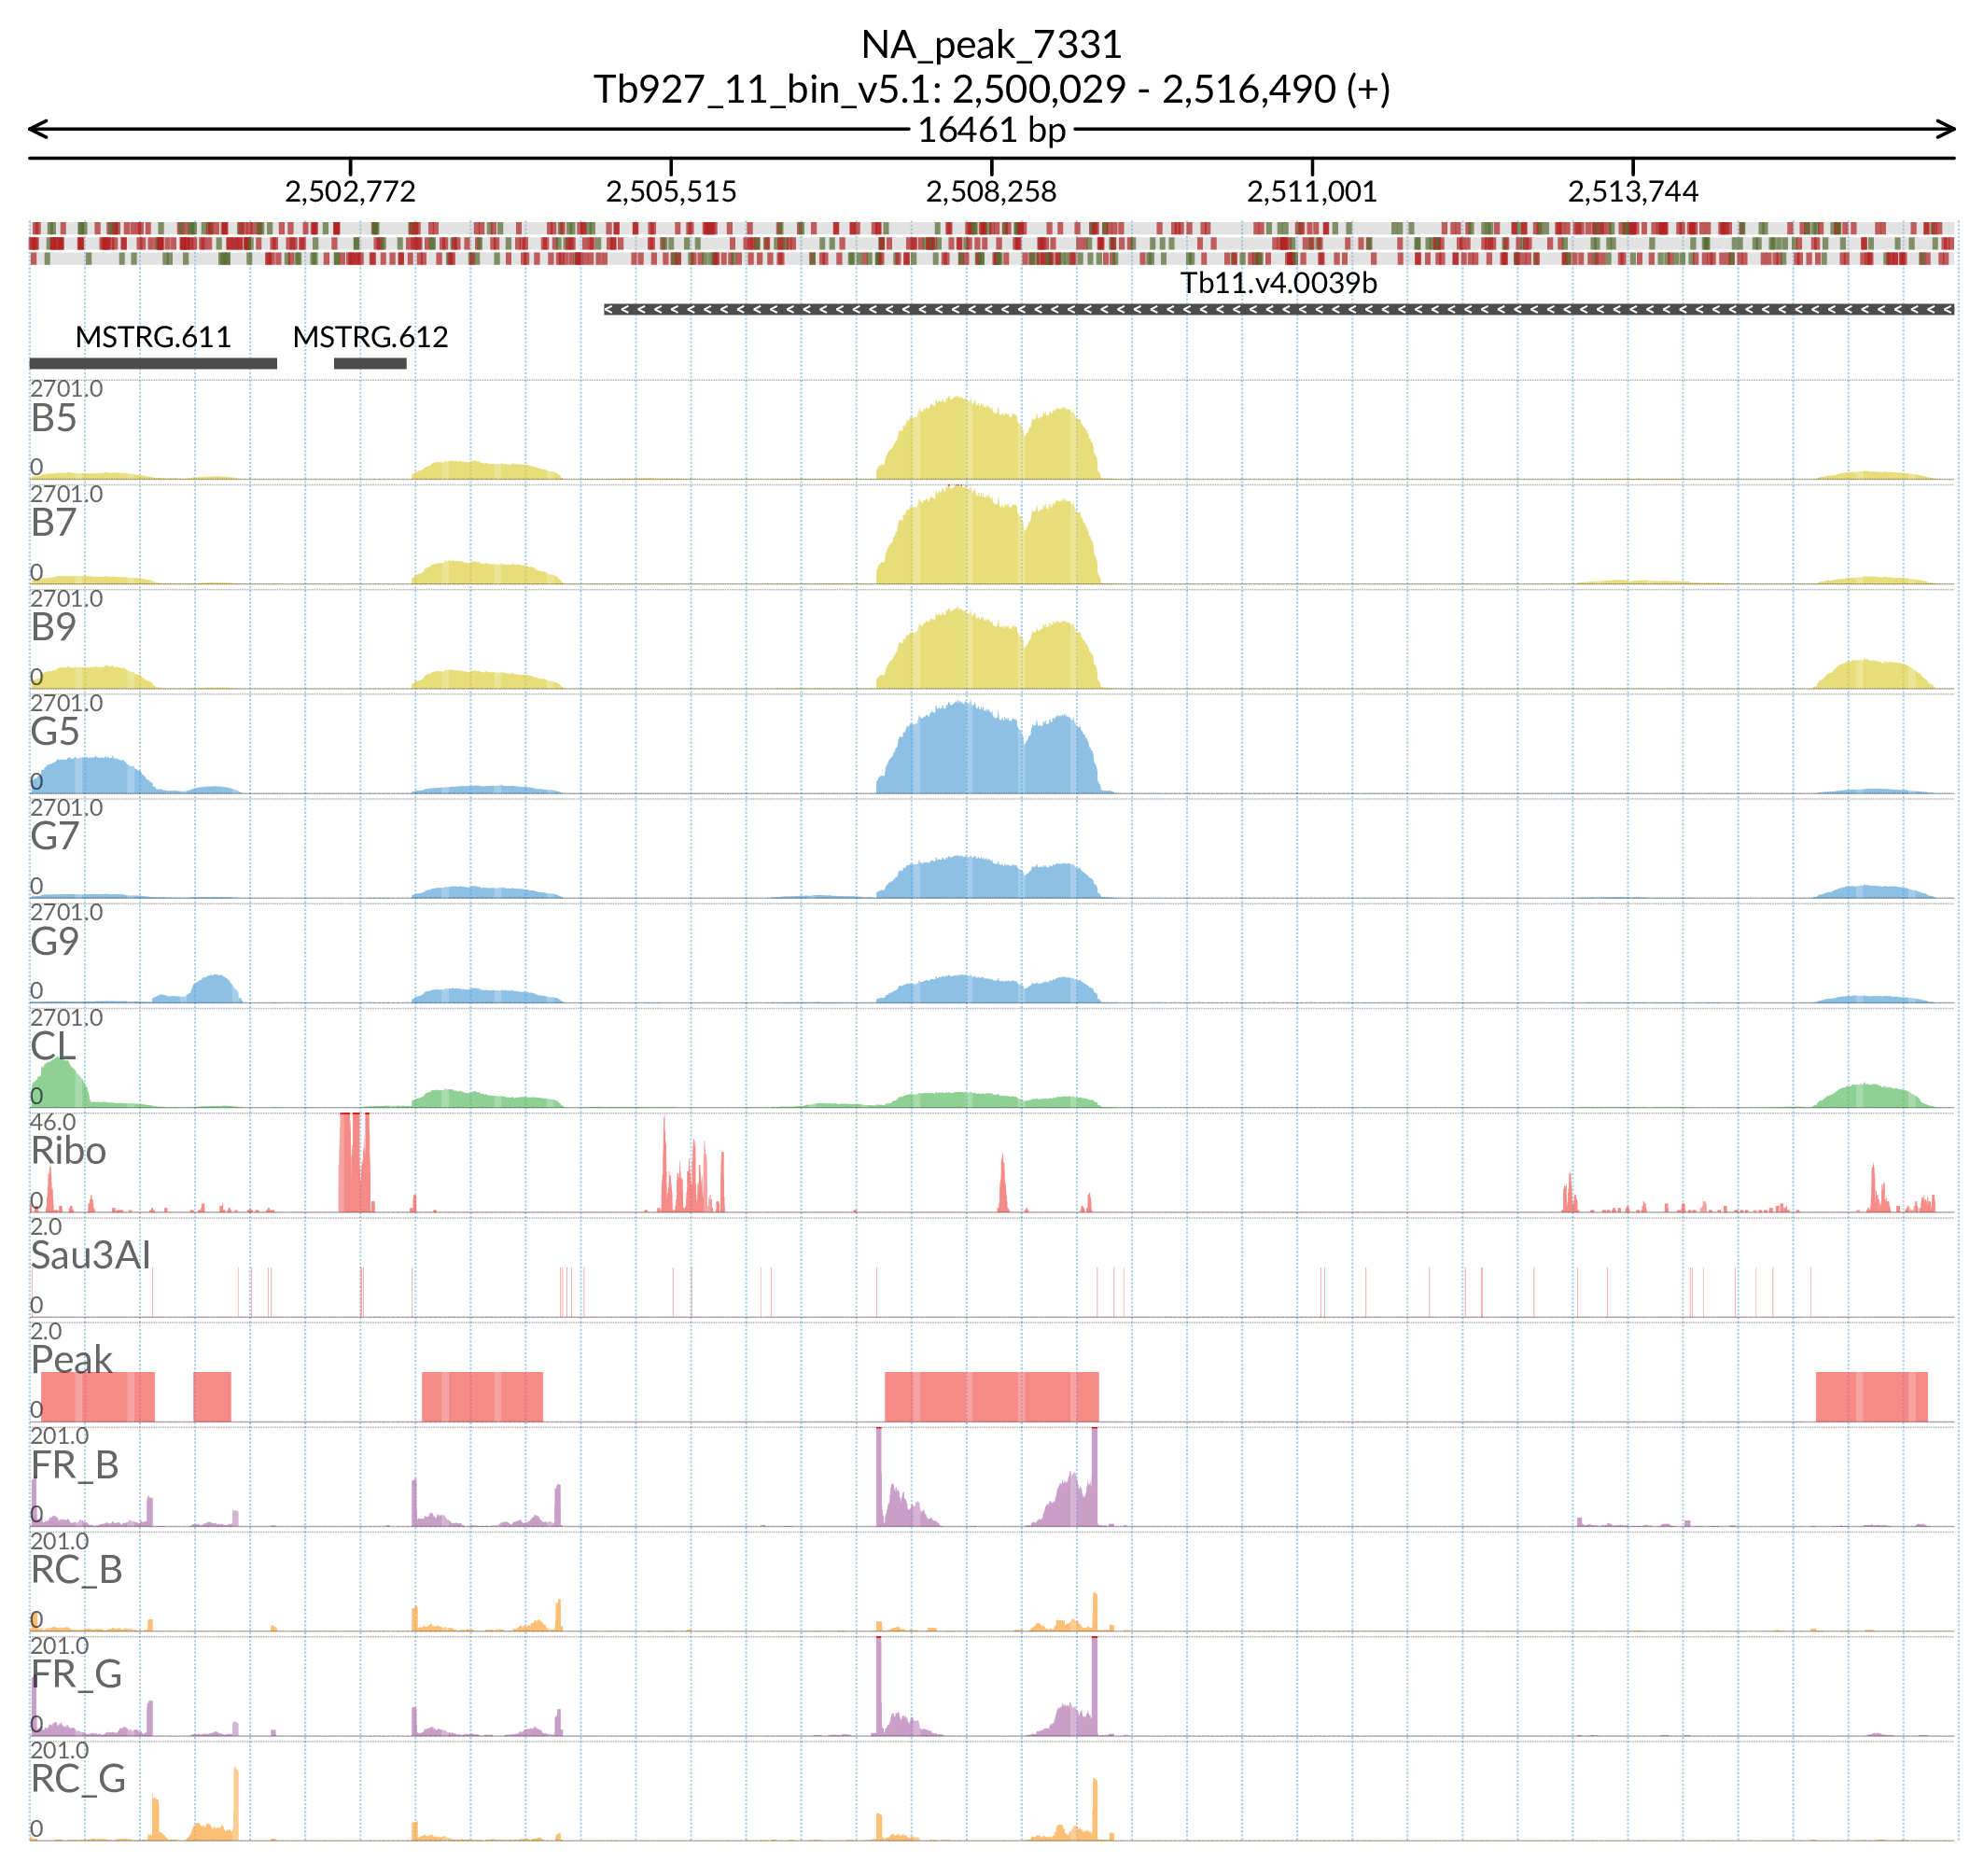 NA_peak_7331
Tb927_11_bin_v5.1: 2,500,029 - 2,516,490 (+)
16461 bp
2,502,772 2,505,515 2,508,258 2,511,001 2,513,744
Tb11.v4.0039b
MSTRG.611 MSTRG.612
2701.0
B5
0
2701.0
B7
0
2701.0
B9
0
2701.0
G5
0
2701.0
G7
0
2701.0
G9
0
2701.0
CL
0
46.0
Ribo
0
2.0
Sau3AI
0
2.0
Peak
0
201.0
FR_B
0
201.0
RC_B
0
201.0
FR_G
0
201.0
RC_G
0